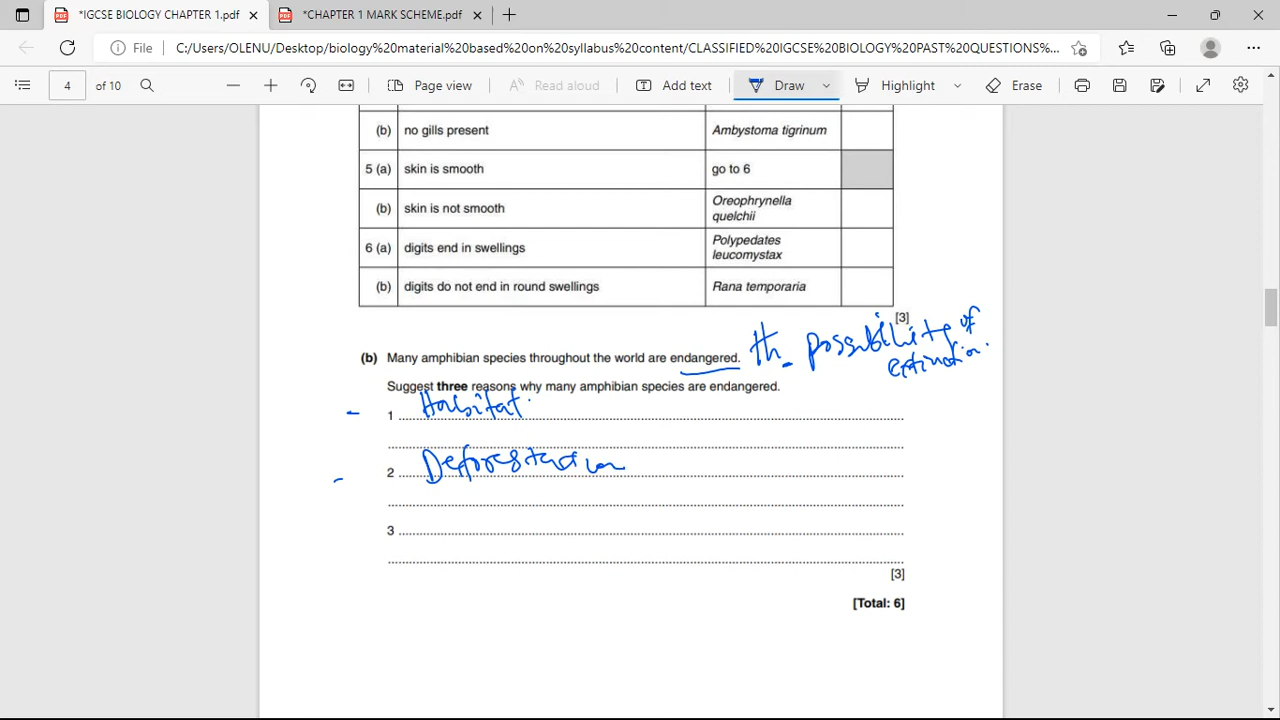 *IGCSE BIOLOGY CHAPTER 1.pdf
*CHAPTER 1 MARK SCHEME.pdf
File C:/Users/OLENU/Desktop/biology%20material%20based%20on%20syllabus%20content/CLASSIFIED%20IGCSE%20BIOLOGY%20PAST%20QUESTIONS%...
4 of 10 Page view Read aloud Add text Draw Highlight Erase
(b) no gills present Ambystoma tigrinum
5 (a) skin is smooth go to 6
(b) skin is not smooth Oreophrynella quelchii
6 (a) digits end in swellings Polypedates leucomystax
(b) digits do not end in round swellings Rana temporaria
[3]
(b) Many amphibian species throughout the world are endangered. possibility of
Suggest three reasons why many amphibian species are endangered.
1 Habitat.
2 Deforestation
3
[3]
[Total: 6]